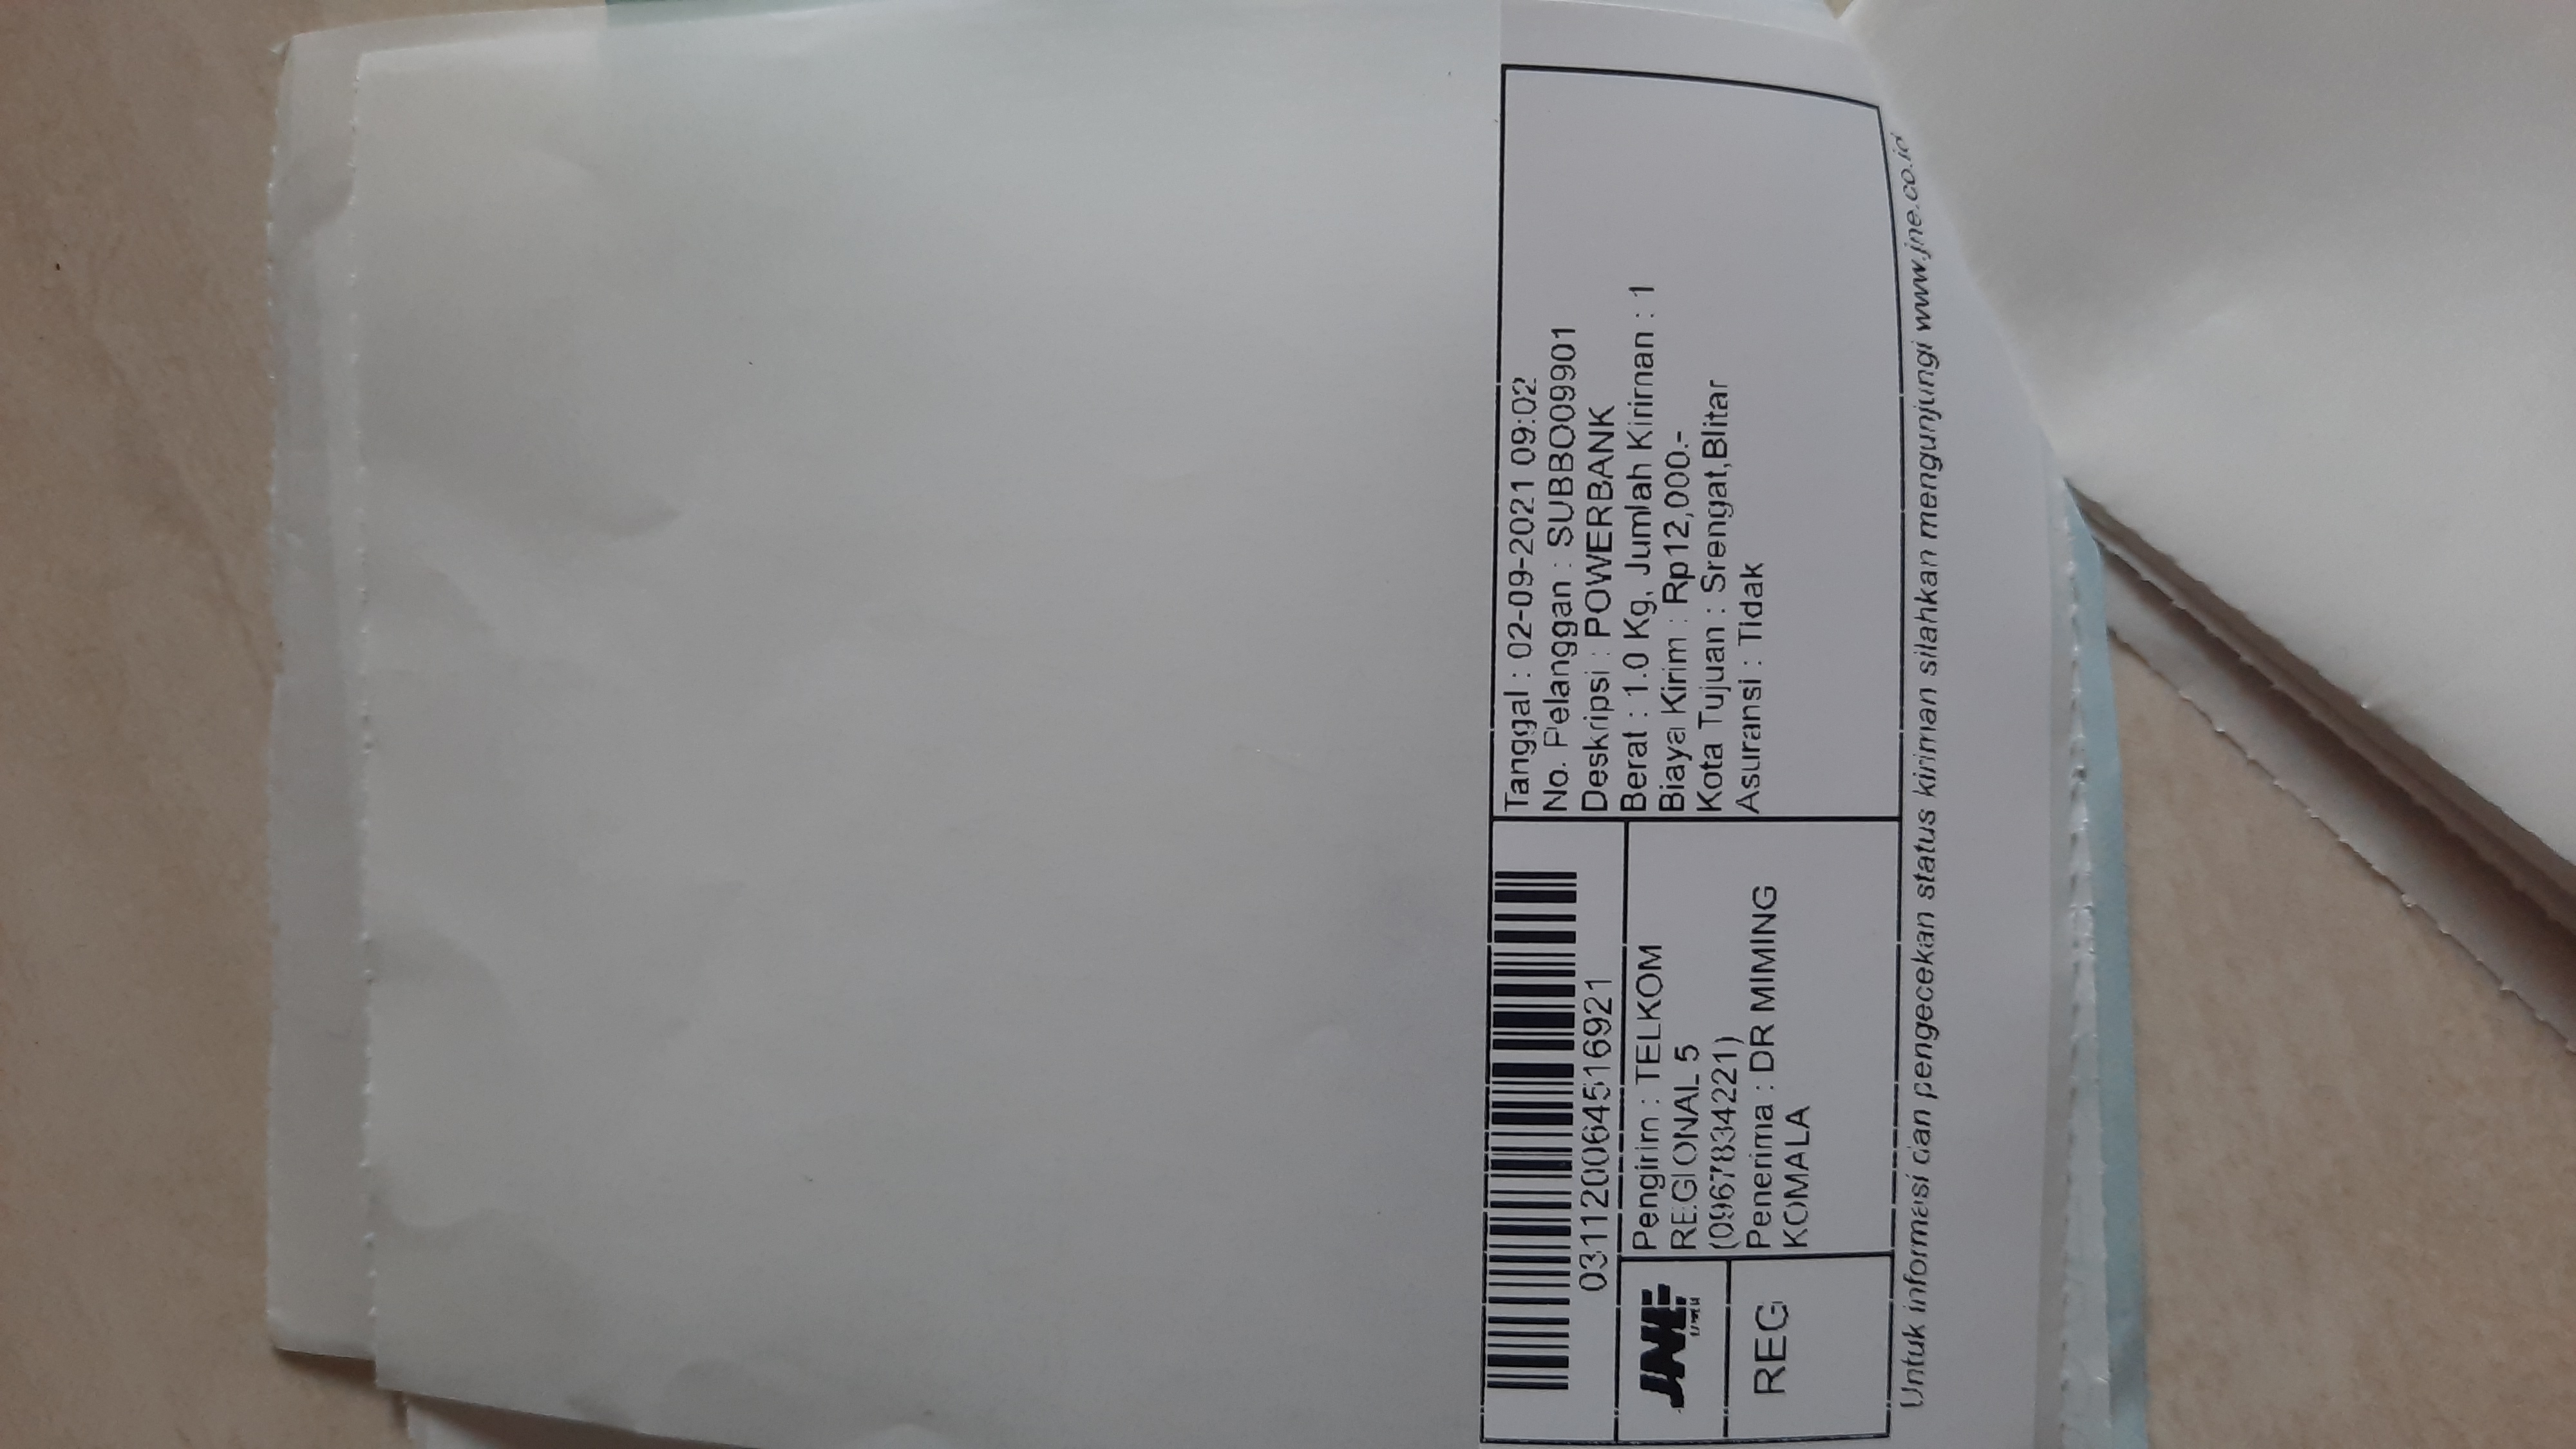 031120064516921
JNE
REG
Pengirim : TELKOM
REGIONAL 5
(0967834221)
Penerima : DR MIMING
KOMALA
Tanggal : 02-09-2021 09:02
No. Pelanggan : SUBBO09901
Deskripsi : POWERBANK
Berat : 1.0 Kg, Jumlah Kiriman : 1
Biaya Kirim : Rp12,000.-
Kota Tujuan : Srengat,Blitar
Asuransi : Tidak
Untuk informasi dan pengecekan status kiriman silahkan mengunjungi www.jne.co.id